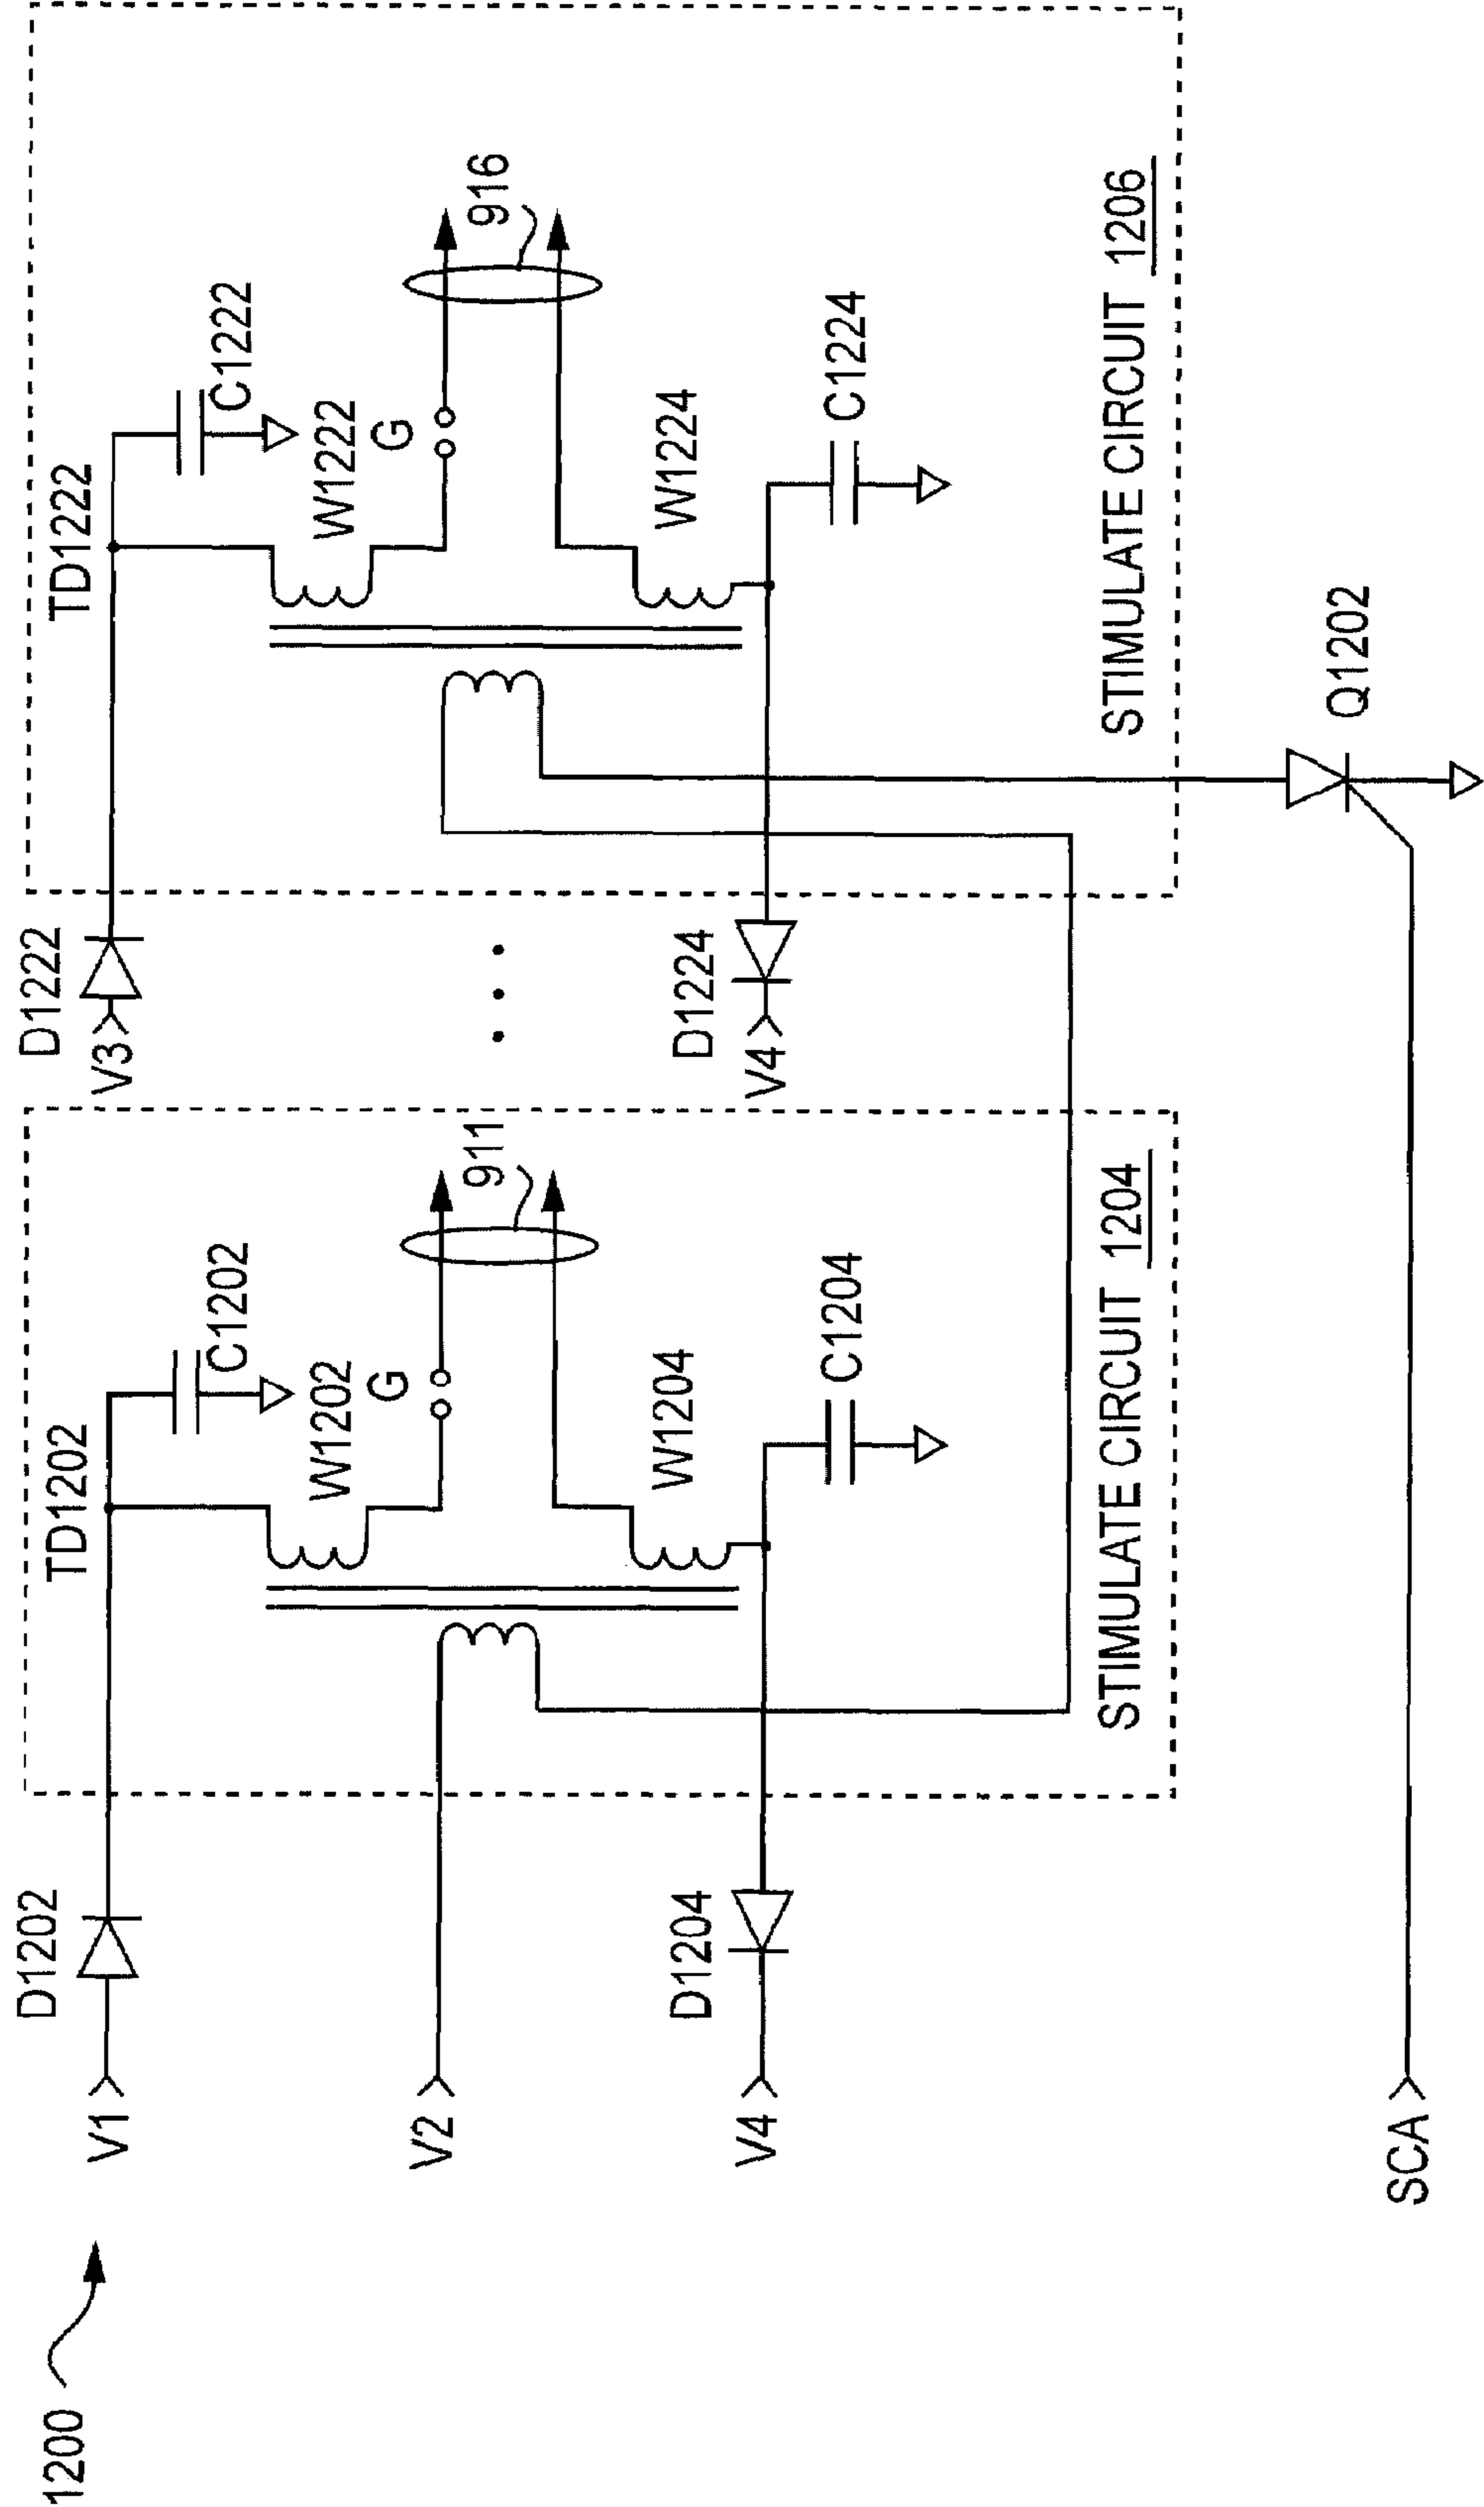 1200
V1
D1202
TD1202
C1202
W1202
G
911
V2
W1204
C1204
V4
D1204
STIMULATE CIRCUIT 1204
V3
D1222
TD1222
C1222
W1222
G
916
W1224
C1224
V4
D1224
STIMULATE CIRCUIT 1206
Q1202
SCA